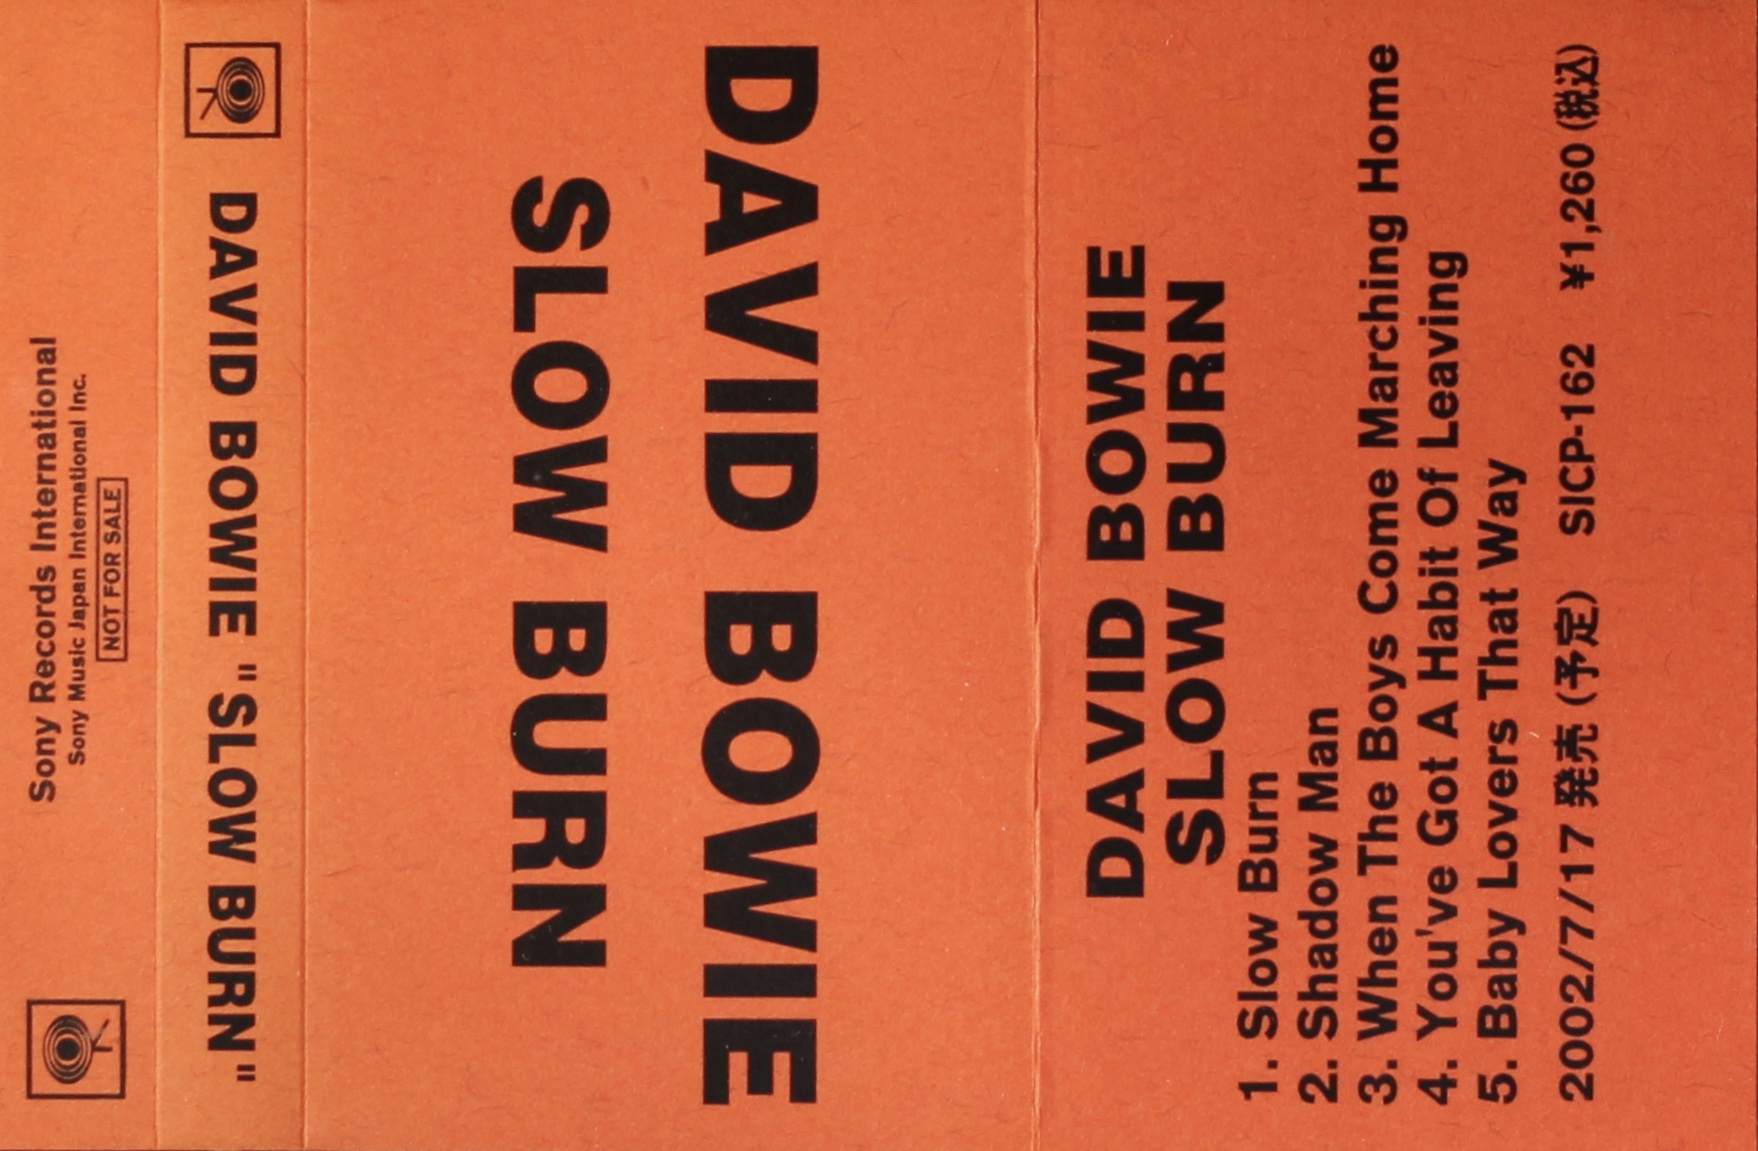 Sony Records International
Sony Music Japan International Inc.
NOT FOR SALE
DAVID BOWIE "SLOW BURN"
DAVID BOWIE
SLOW BURN
DAVID BOWIE
SLOW BURN
1. Slow Burn
2. Shadow Man
3. When The Boys Come Marching Home
4. You've Got A Habit Of Leaving
5. Baby Lovers That Way
2002/7/17 発売 (予定) SICP-162 ¥1,260 (税込)